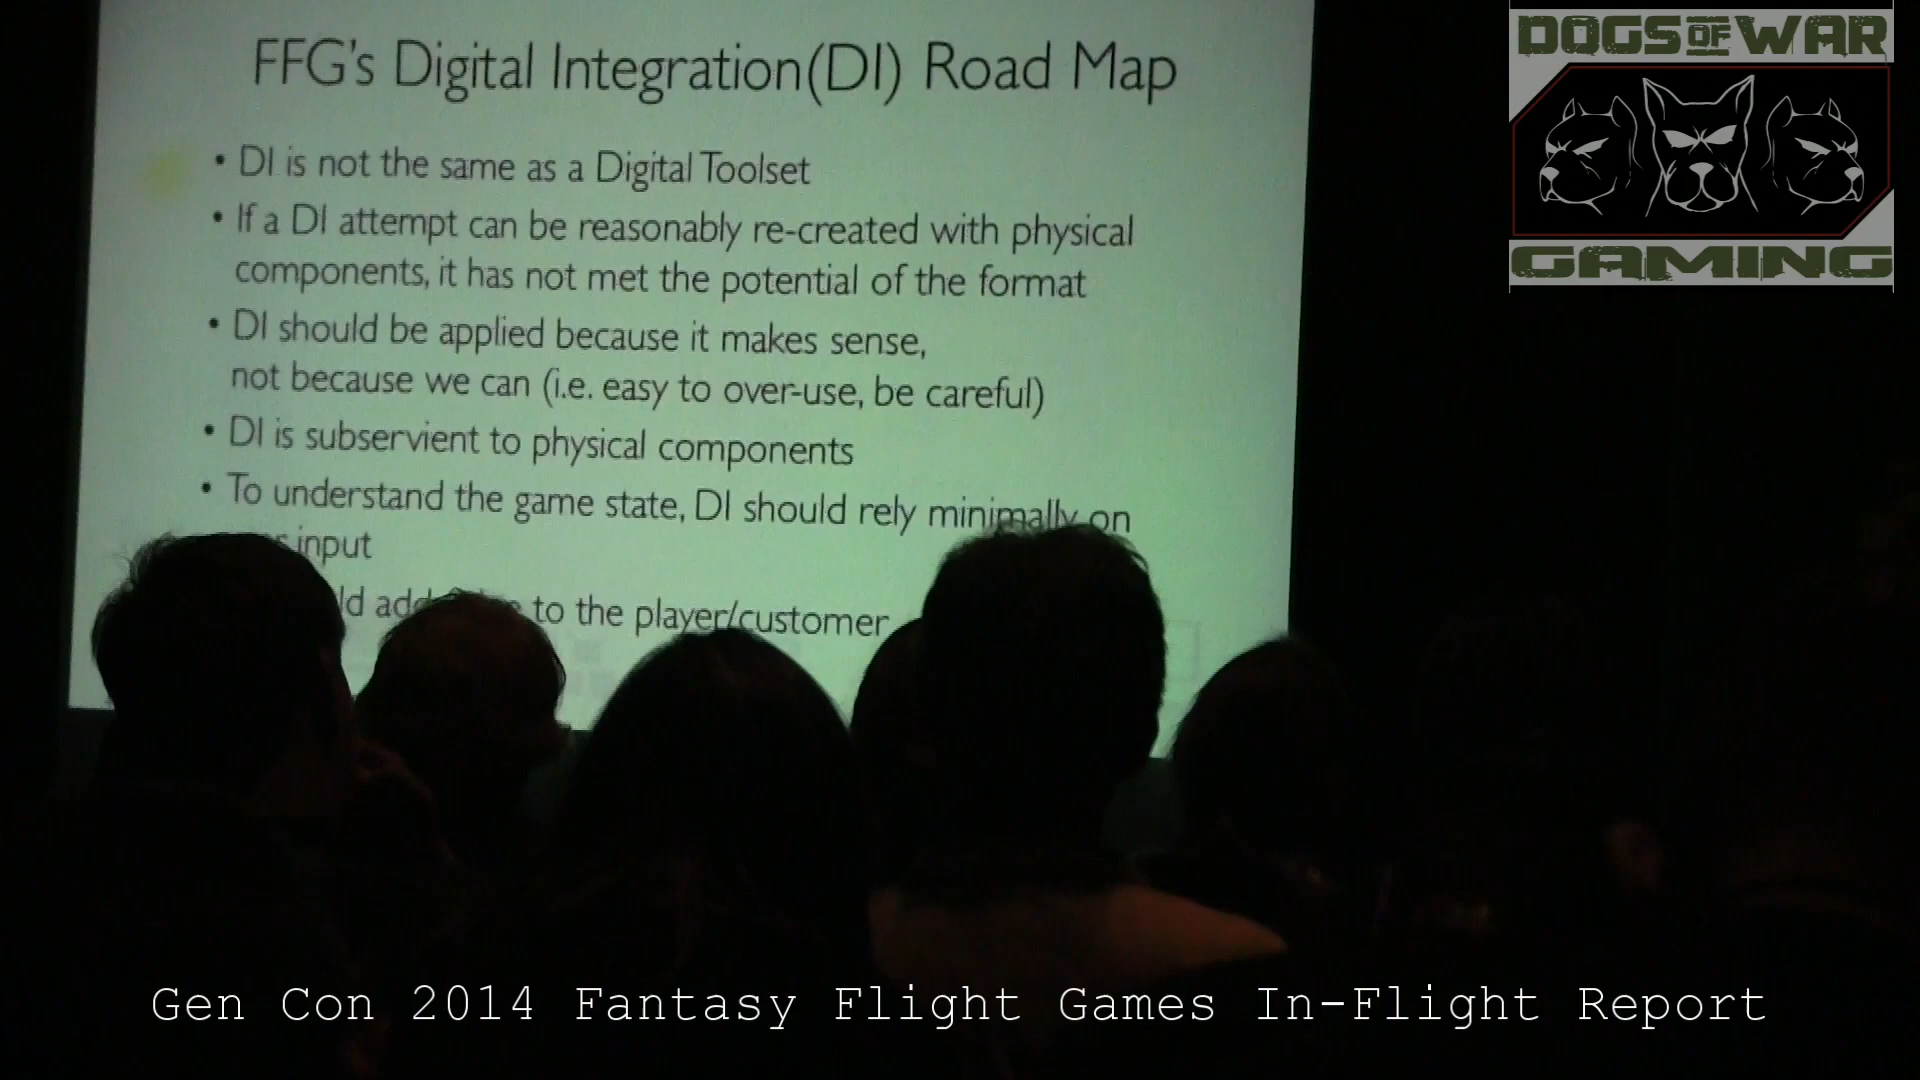 FFG's Digital Integration(DI) Road Map
• DI is not the same as a Digital Toolset
• If a DI attempt can be reasonably re-created with physical
components, it has not met the potential of the format
• DI should be applied because it makes sense,
not because we can (i.e. easy to over-use, be careful)
• DI is subservient to physical components
• To understand the game state, DI should rely minimally on
input
to the player/customer
DOGS OF WAR
GAMING
Gen Con 2014 Fantasy Flight Games In-Flight Report